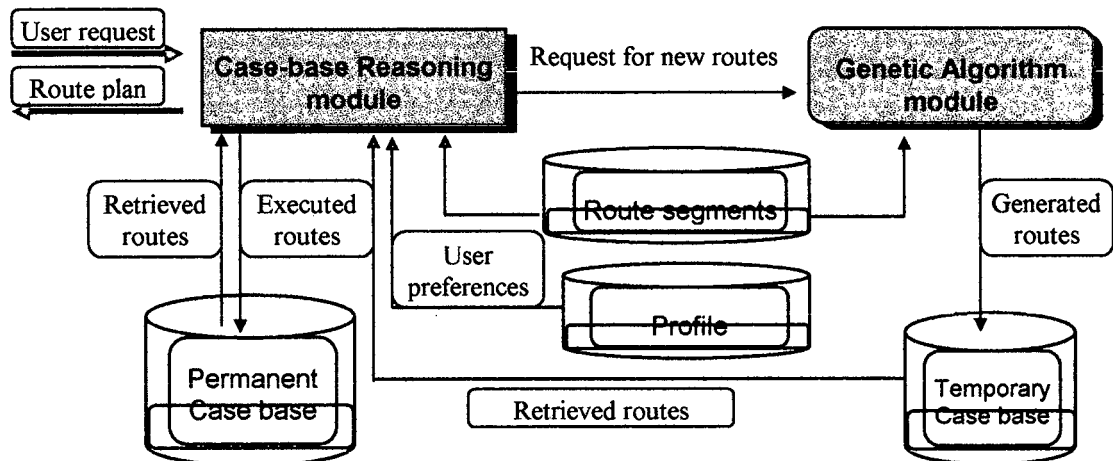 User request
Route plan
Case-base Reasoning
module
Request for new routes
Genetic Algorithm
module
Retrieved
routes
Executed
routes
Route segments
Generated
routes
User
preferences
Profile
Permanent
Case base
Temporary
Case base
Retrieved routes